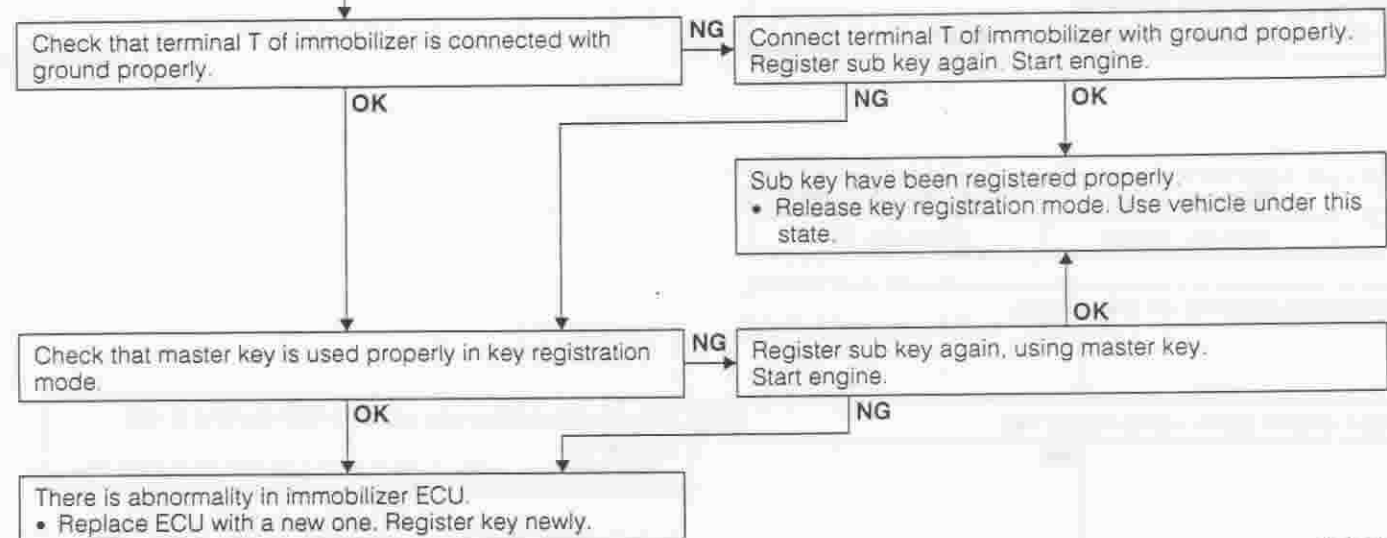 Check that terminal T of immobilizer is connected with
ground properly.
NG
Connect terminal T of immobilizer with ground properly.
Register sub key again. Start engine.
OK
NG
OK
Sub key have been registered properly.
• Release key registration mode. Use vehicle under this
state.
OK
Check that master key is used properly in key registration
mode.
NG
Register sub key again, using master key.
Start engine.
OK
NG
There is abnormality in immobilizer ECU.
• Replace ECU with a new one. Register key newly.